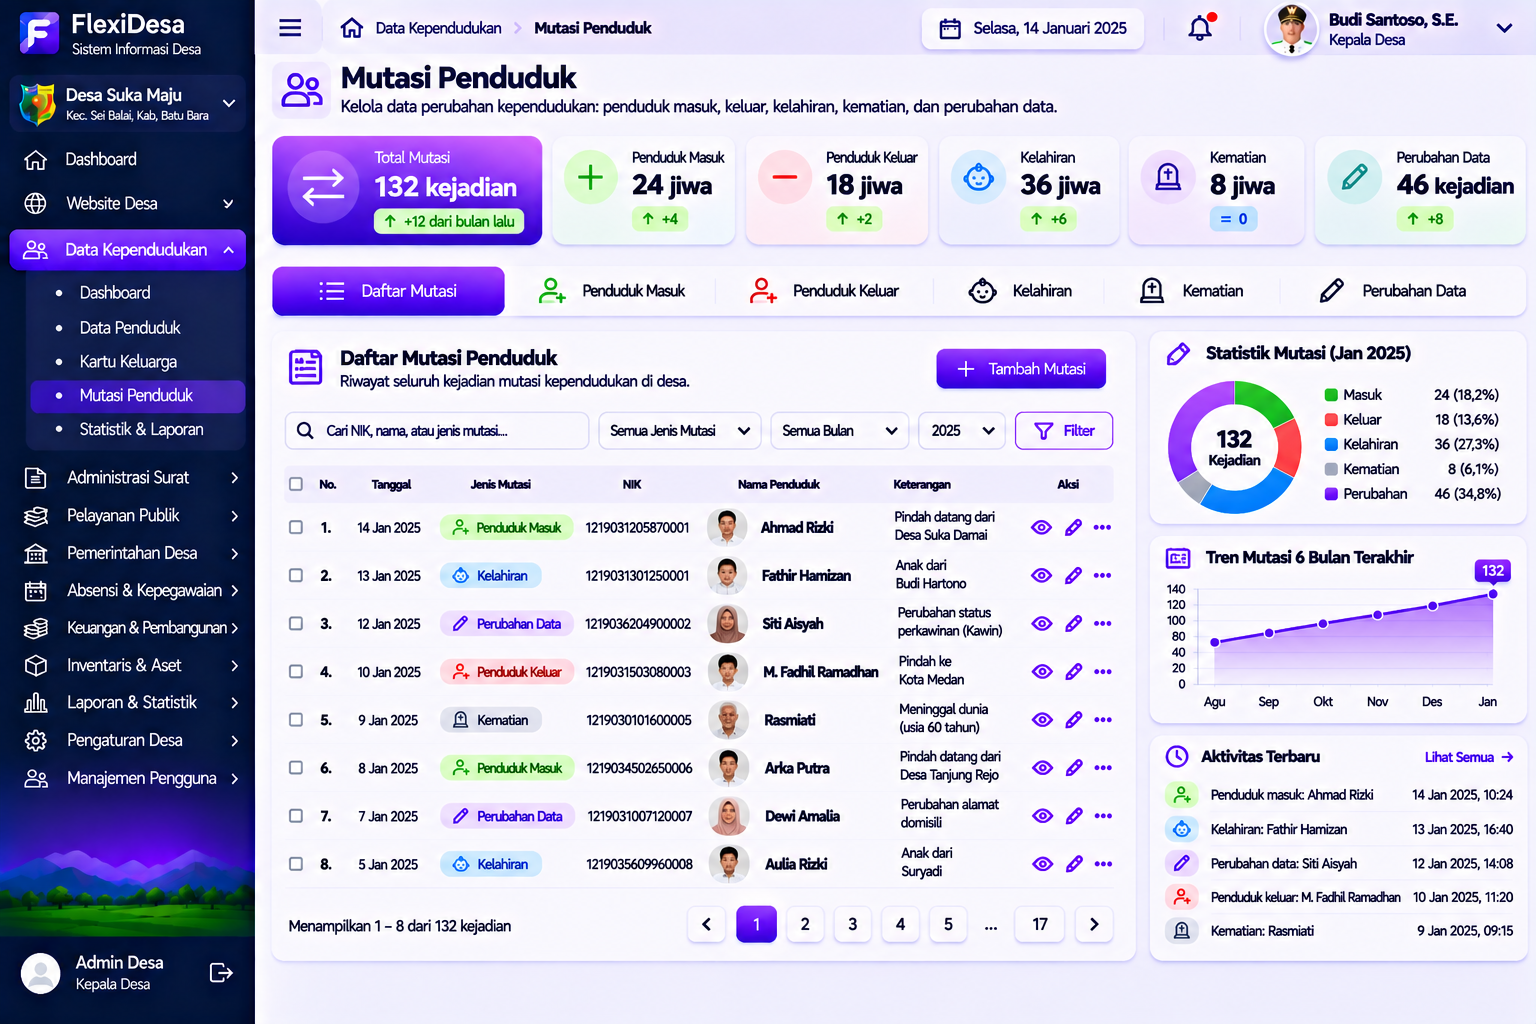 FlexiDesa
Sistem Informasi Desa
Desa Suka Maju
Kec. Sei Balai, Kab, Batu Bara
Dashboard
Website Desa
Data Kependudukan
Dashboard
Data Penduduk
Kartu Keluarga
Mutasi Penduduk
Statistik & Laporan
Administrasi Surat
Pelayanan Publik
Pemerintahan Desa
Absensi & Kepegawaian
Keuangan & Pembangunan
Inventaris & Aset
Laporan & Statistik
Pengaturan Desa
Manajemen Pengguna
Admin Desa
Kepala Desa
Data Kependudukan > Mutasi Penduduk
Selasa, 14 Januari 2025
Budi Santoso, S.E.
Kepala Desa
Mutasi Penduduk
Kelola data perubahan kependudukan: penduduk masuk, keluar, kelahiran, kematian, dan perubahan data.
Total Mutasi
132 kejadian
↑ +12 dari bulan lalu
Penduduk Masuk
24 jiwa
↑ +4
Penduduk Keluar
18 jiwa
↑ +2
Kelahiran
36 jiwa
↑ +6
Kematian
8 jiwa
= 0
Perubahan Data
46 kejadian
↑ +8
Daftar Mutasi
Penduduk Masuk
Penduduk Keluar
Kelahiran
Kematian
Perubahan Data
Daftar Mutasi Penduduk
Riwayat seluruh kejadian mutasi kependudukan di desa.
+ Tambah Mutasi
Cari NIK, nama, atau jenis mutasi....
Semua Jenis Mutasi
Semua Bulan
2025
Filter
No. Tanggal Jenis Mutasi NIK Nama Penduduk Keterangan Aksi
1. 14 Jan 2025 Penduduk Masuk 1219031205870001 Ahmad Rizki Pindah datang dari
Desa Suka Damai
2. 13 Jan 2025 Kelahiran 1219031301250001 Fathir Hamizan Anak dari
Budi Hartono
3. 12 Jan 2025 Perubahan Data 1219036204900002 Siti Aisyah Perubahan status
perkawinan (Kawin)
4. 10 Jan 2025 Penduduk Keluar 1219031503080003 M. Fadhil Ramadhan Pindah ke
Kota Medan
5. 9 Jan 2025 Kematian 1219030101600005 Rasmiati Meninggal dunia
(usia 60 tahun)
6. 8 Jan 2025 Penduduk Masuk 1219034502650006 Arka Putra Pindah datang dari
Desa Tanjung Rejo
7. 7 Jan 2025 Perubahan Data 1219031007120007 Dewi Amalia Perubahan alamat
domisili
8. 5 Jan 2025 Kelahiran 1219035609960008 Aulia Rizki Anak dari
Suryadi
Menampilkan 1 – 8 dari 132 kejadian
1 2 3 4 5 ... 17
Statistik Mutasi (Jan 2025)
132
Kejadian
Masuk 24 (18,2%)
Keluar 18 (13,6%)
Kelahiran 36 (27,3%)
Kematian 8 (6,1%)
Perubahan 46 (34,8%)
Tren Mutasi 6 Bulan Terakhir
132
140
120
100
80
60
40
20
0
Agu Sep Okt Nov Des Jan
Aktivitas Terbaru
Lihat Semua →
Penduduk masuk: Ahmad Rizki 14 Jan 2025, 10:24
Kelahiran: Fathir Hamizan 13 Jan 2025, 16:40
Perubahan data: Siti Aisyah 12 Jan 2025, 14:08
Penduduk keluar: M. Fadhil Ramadhan 10 Jan 2025, 11:20
Kematian: Rasmiati 9 Jan 2025, 09:15